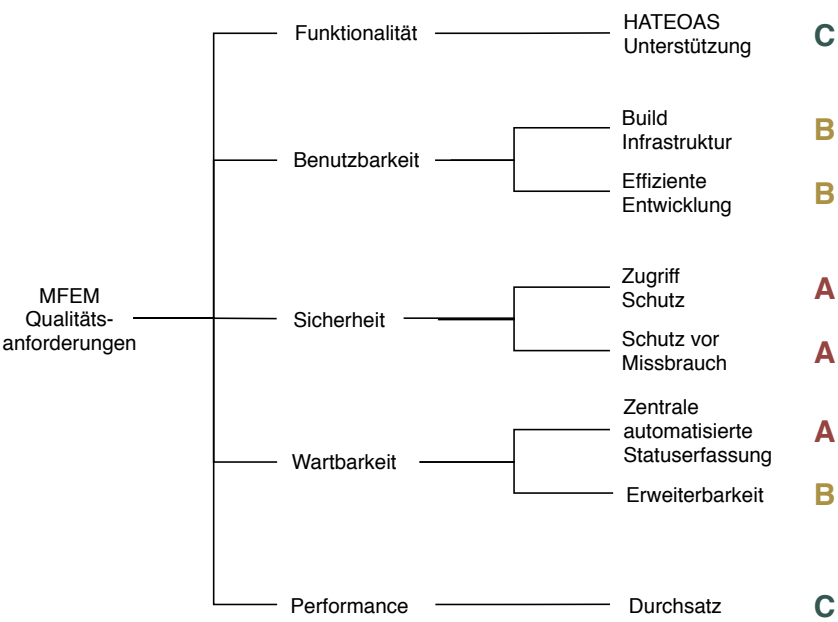 MFEM
Qualitäts-
anforderungen
Funktionalität
HATEOAS
Unterstützung
C
Benutzbarkeit
Build
Infrastruktur
B
Effiziente
Entwicklung
B
Sicherheit
Zugriff
Schutz
A
Schutz vor
Missbrauch
A
Wartbarkeit
Zentrale
automatisierte
Statuserfassung
A
Erweiterbarkeit
B
Performance
Durchsatz
C